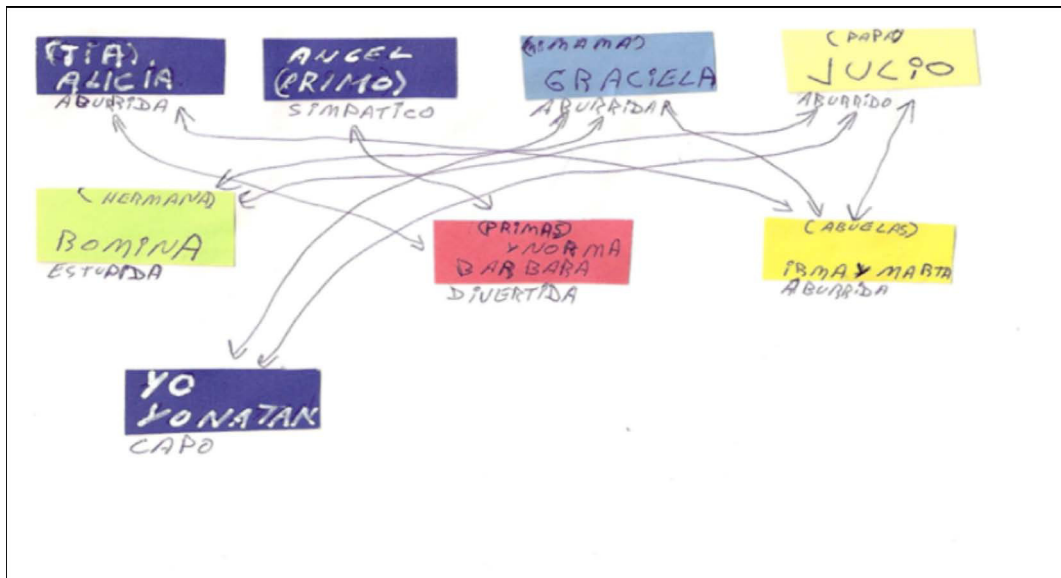 (TIA)
ALICIA
ABURRIDA
ANGEL
(PRIMO)
SIMPATICO
GRACIELA
ABURRIDA
(PAPA)
JULIO
ABURRIDO
(HERMANA)
ROMINA
ESTUPIDA
(PRIMAS)
Y NORMA
BARBARA
DIVERTIDA
(ABUELAS)
IRMA Y MARTA
ABURRIDA
YO
YONATAN
CAPO